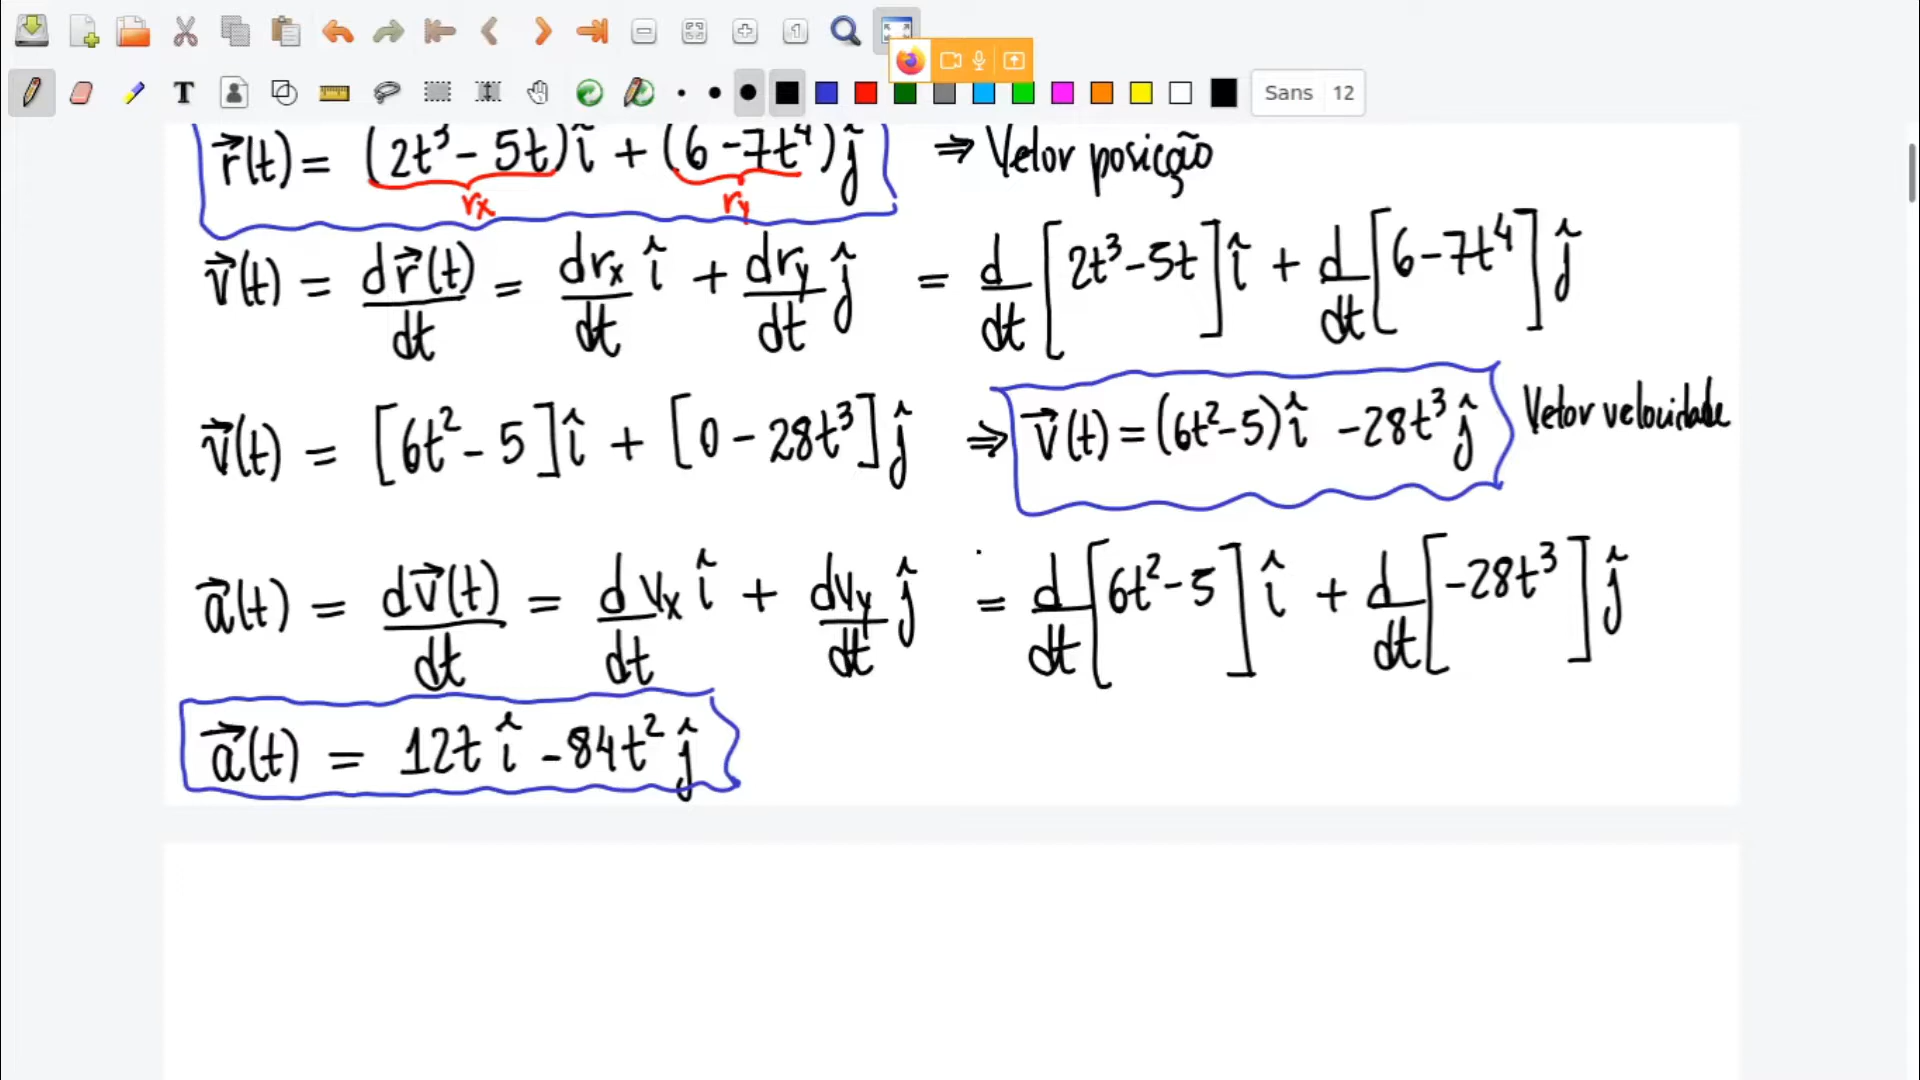 T
Sans 12
r⃗(t) = (2t³ - 5t) î + (6 - 7t⁴) ĵ ⇒ Vetor posicção
rx ry
v⃗(t) = dr⃗(t)/dt = drx/dt î + dry/dt ĵ = d/dt [2t³ - 5t] î + d/dt [6 - 7t⁴] ĵ
v⃗(t) = [6t² - 5] î + [0 - 28t³] ĵ ⇒ v⃗(t) = (6t² - 5) î - 28t³ ĵ Vetor velocidade
a⃗(t) = dv⃗(t)/dt = dvx/dt î + dvy/dt ĵ = d/dt [6t² - 5] î + d/dt [-28t³] ĵ
a⃗(t) = 12t î - 84t² ĵ